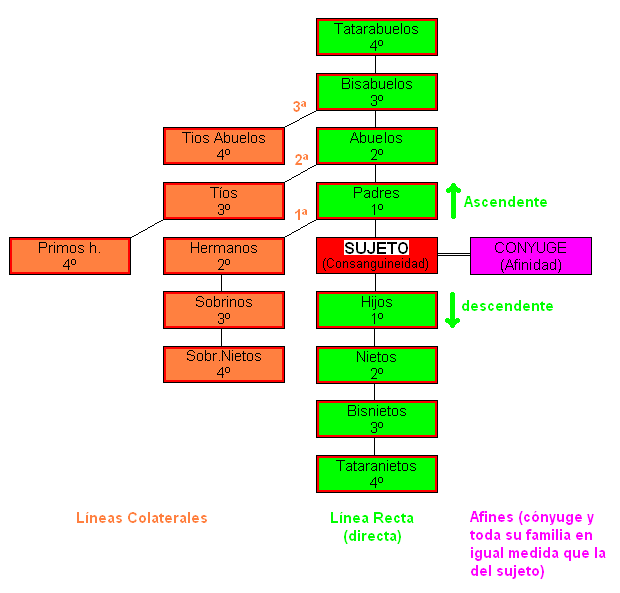 Tatarabuelos
4º
Bisabuelos
3º
3ª
Tios Abuelos
4º
Abuelos
2º
2ª
Tíos
3º
Padres
1º
Ascendente
1ª
Primos h.
4º
Hermanos
2º
SUJETO
(Consanguineidad)
CONYUGE
(Afinidad)
Sobrinos
3º
Hijos
1º
descendente
Sobr.Nietos
4º
Nietos
2º
Bisnietos
3º
Tataranietos
4º
Líneas Colaterales
Línea Recta
(directa)
Afines (cónyuge y
toda su familia en
igual medida que la
del sujeto)